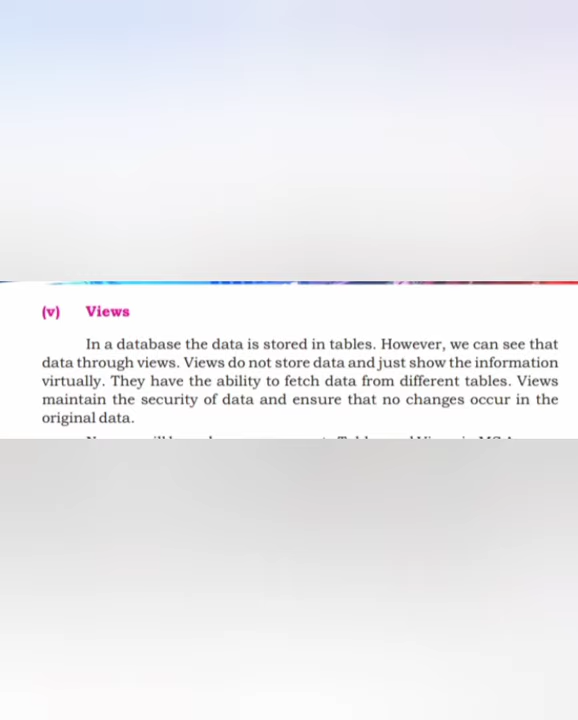 (v) Views
In a database the data is stored in tables. However, we can see that
data through views. Views do not store data and just show the information
virtually. They have the ability to fetch data from different tables. Views
maintain the security of data and ensure that no changes occur in the
original data.